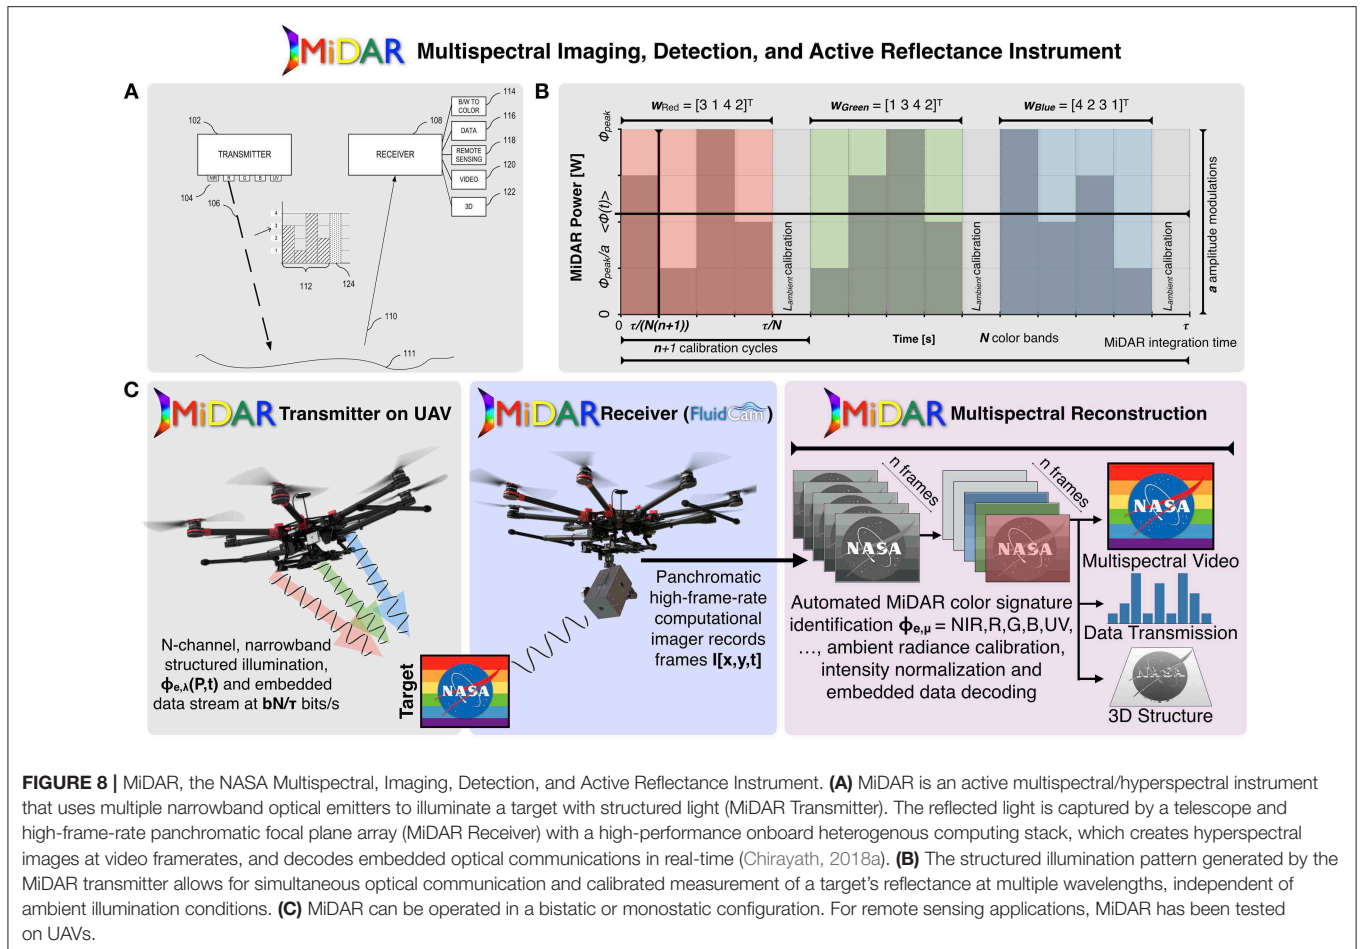 MiDAR Multispectral Imaging, Detection, and Active Reflectance Instrument
A
102
TRANSMITTER
NIR R G B UV
104
106
4
3
2
1
112
124
108
RECEIVER
110
111
B/W TO
COLOR
114
DATA
116
REMOTE
SENSING
118
VIDEO
120
3D
122
B
wRed = [3 1 4 2]ᵀ
wGreen = [1 3 4 2]ᵀ
wBlue = [4 2 3 1]ᵀ
MiDAR Power [W]
Φpeak
<Φ(t)>
Φpeak/a
0
Lambient calibration
Lambient calibration
Lambient calibration
a amplitude modulations
0 τ/(N(n+1)) τ/N τ
n+1 calibration cycles
Time [s]
N color bands
MiDAR integration time
C
MiDAR Transmitter on UAV
N-channel, narrowband
structured illumination,
ϕe,λ(P,t) and embedded
data stream at bN/τ bits/s
Target
NASA
MiDAR Receiver (FluidCam)
Panchromatic
high-frame-rate
computational
imager records
frames I[x,y,t]
MiDAR Multispectral Reconstruction
n frames
n frames
NASA
NASA
NASA
Multispectral Video
Automated MiDAR color signature
identification ϕe,μ = NIR,R,G,B,UV,
…, ambient radiance calibration,
intensity normalization and
embedded data decoding
Data Transmission
NASA
3D Structure
FIGURE 8 | MiDAR, the NASA Multispectral, Imaging, Detection, and Active Reflectance Instrument. (A) MiDAR is an active multispectral/hyperspectral instrument
that uses multiple narrowband optical emitters to illuminate a target with structured light (MiDAR Transmitter). The reflected light is captured by a telescope and
high-frame-rate panchromatic focal plane array (MiDAR Receiver) with a high-performance onboard heterogenous computing stack, which creates hyperspectral
images at video framerates, and decodes embedded optical communications in real-time (Chirayath, 2018a). (B) The structured illumination pattern generated by the
MiDAR transmitter allows for simultaneous optical communication and calibrated measurement of a target's reflectance at multiple wavelengths, independent of
ambient illumination conditions. (C) MiDAR can be operated in a bistatic or monostatic configuration. For remote sensing applications, MiDAR has been tested
on UAVs.